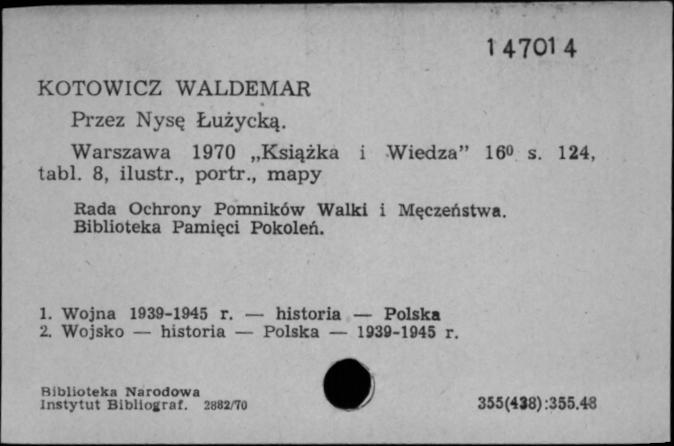 147014
KOTOWICZ WALDEMAR
Przez Nysę Łużycką.
Warszawa 1970 „Książka i Wiedza” 16⁰ s. 124,
tabl. 8, ilustr., portr., mapy
Rada Ochrony Pomników Walki i Męczeństwa.
Biblioteka Pamięci Pokoleń.
1. Wojna 1939-1945 r. — historia — Polska
2. Wojsko — historia — Polska — 1939-1945 r.
Biblioteka Narodowa
Instytut Bibliograf. 2882/70
355(438):355.48